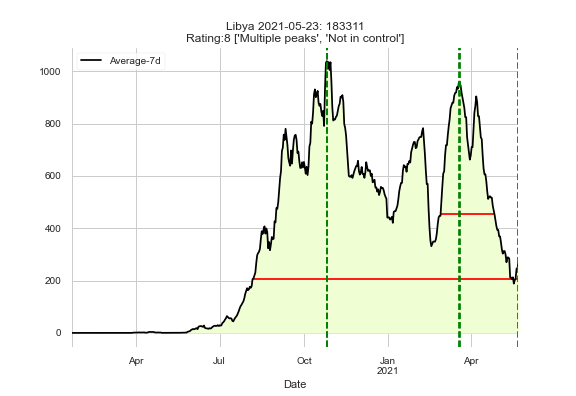 Libya 2021-05-23: 183311
Rating:8 ['Multiple peaks', 'Not in control']
Average-7d
1000
800
600
400
200
0
Apr Jul Oct Jan Apr
2021
Date